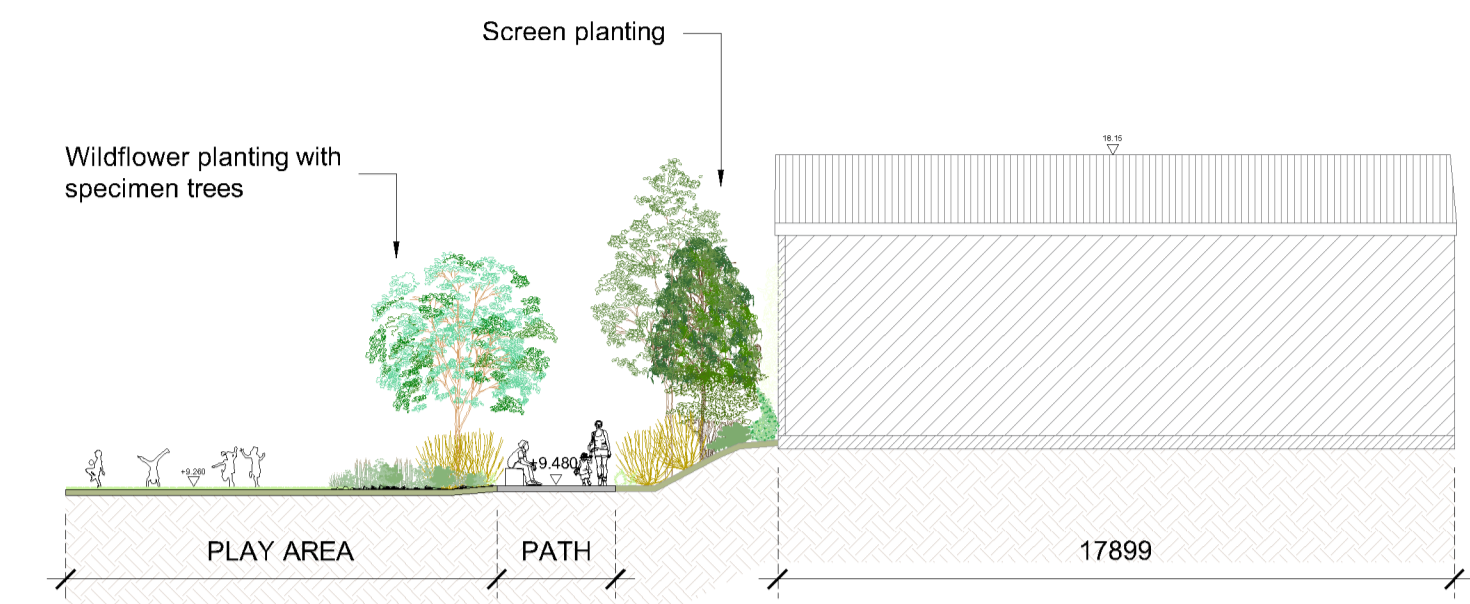 Screen planting
Wildflower planting with
specimen trees
18.15
+9.260
+9.480
PLAY AREA
PATH
17899